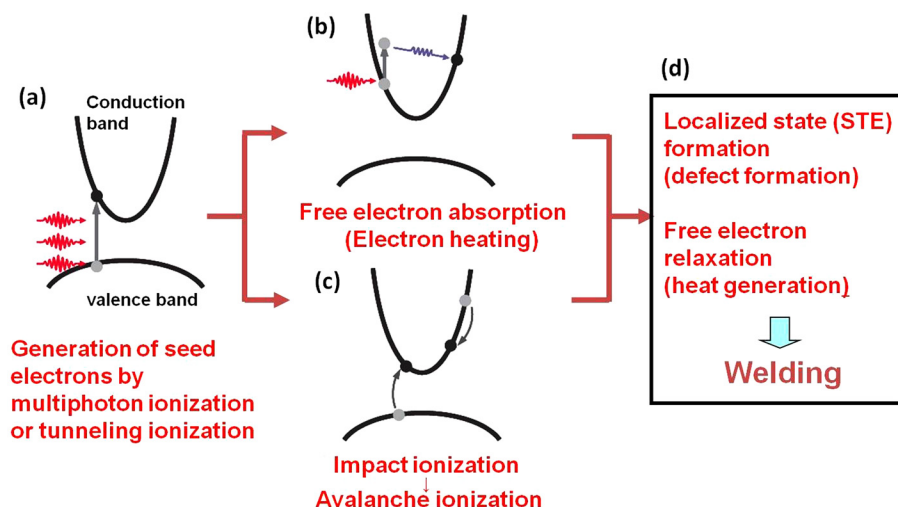 (a)
Conduction
band
valence band
Generation of seed
electrons by
multiphoton ionization
or tunneling ionization
(b)
Free electron absorption
(Electron heating)
(c)
Impact ionization
↓
Avalanche ionization
(d)
Localized state (STE)
formation
(defect formation)
Free electron
relaxation
(heat generation)
Welding